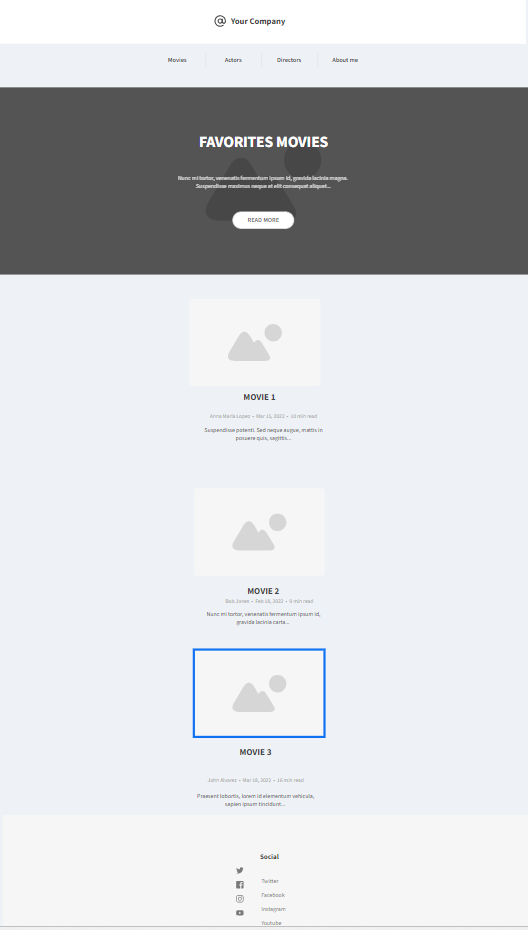 Your Company
Movies Actors Directors About me
FAVORITES MOVIES
Nunc mi tortor, venenatis fermentum ipsum id, gravida lacinia magna.
Suspendisse maximus neque at elit consequat aliquet...
READ MORE
MOVIE 1
Anna Maria Lopez • Mar 15, 2023 • 10 min read
Suspendisse potenti. Sed neque augue, mattis in
posuere quis, sagittis...
MOVIE 2
Bob Jones • Feb 18, 2022 • 9 min read
Nunc mi tortor, venenatis fermentum ipsum id,
gravida lacinia carta...
MOVIE 3
John Alvarez • Mar 18, 2023 • 15 min read
Praesent lobortis, lorem id elementum vehicula,
sapien ipsum tincidunt...
Social
Twitter
Facebook
Instagram
Youtube